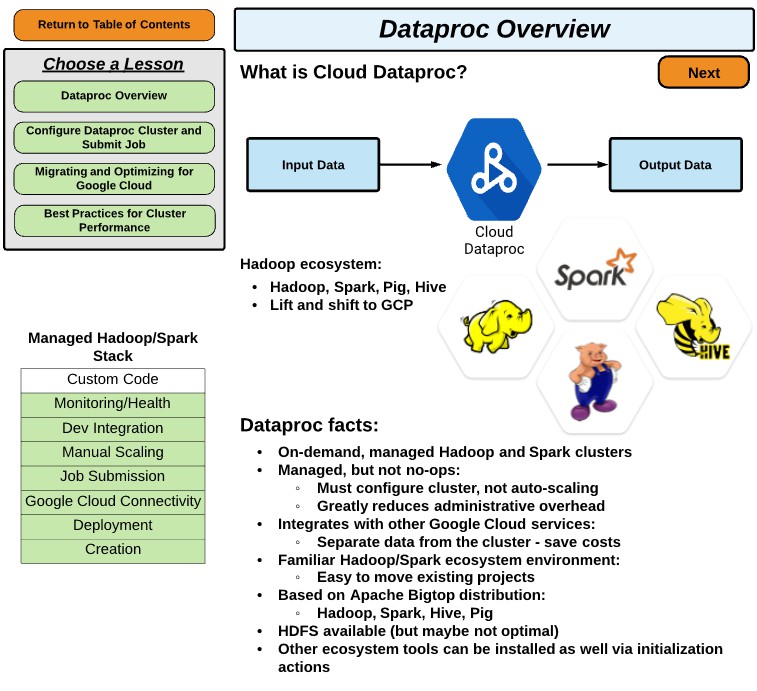 Return to Table of Contents
Choose a Lesson
Dataproc Overview
Configure Dataproc Cluster and
Submit Job
Migrating and Optimizing for
Google Cloud
Best Practices for Cluster
Performance
Managed Hadoop/Spark
Stack
Custom Code
Monitoring/Health
Dev Integration
Manual Scaling
Job Submission
Google Cloud Connectivity
Deployment
Creation
Dataproc Overview
What is Cloud Dataproc?
Next
Input Data
Cloud
Dataproc
Output Data
Hadoop ecosystem:
• Hadoop, Spark, Pig, Hive
• Lift and shift to GCP
Spark
HIVE
Dataproc facts:
• On-demand, managed Hadoop and Spark clusters
• Managed, but not no-ops:
◦ Must configure cluster, not auto-scaling
◦ Greatly reduces administrative overhead
• Integrates with other Google Cloud services:
◦ Separate data from the cluster - save costs
• Familiar Hadoop/Spark ecosystem environment:
◦ Easy to move existing projects
• Based on Apache Bigtop distribution:
◦ Hadoop, Spark, Hive, Pig
• HDFS available (but maybe not optimal)
• Other ecosystem tools can be installed as well via initialization
actions